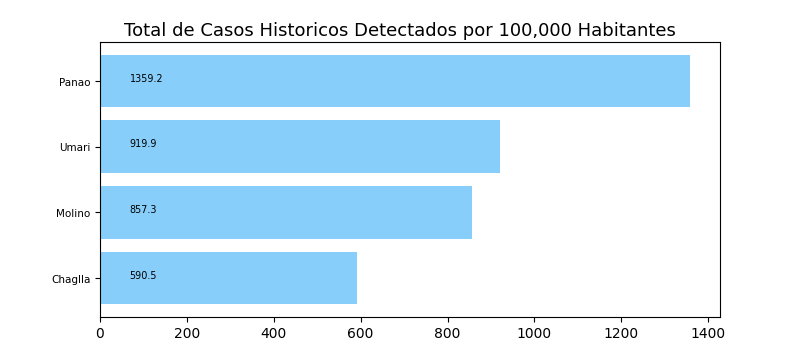 Total de Casos Historicos Detectados por 100,000 Habitantes
Panao
1359.2
Umari
919.9
Molino
857.3
Chaglla
590.5
0 200 400 600 800 1000 1200 1400